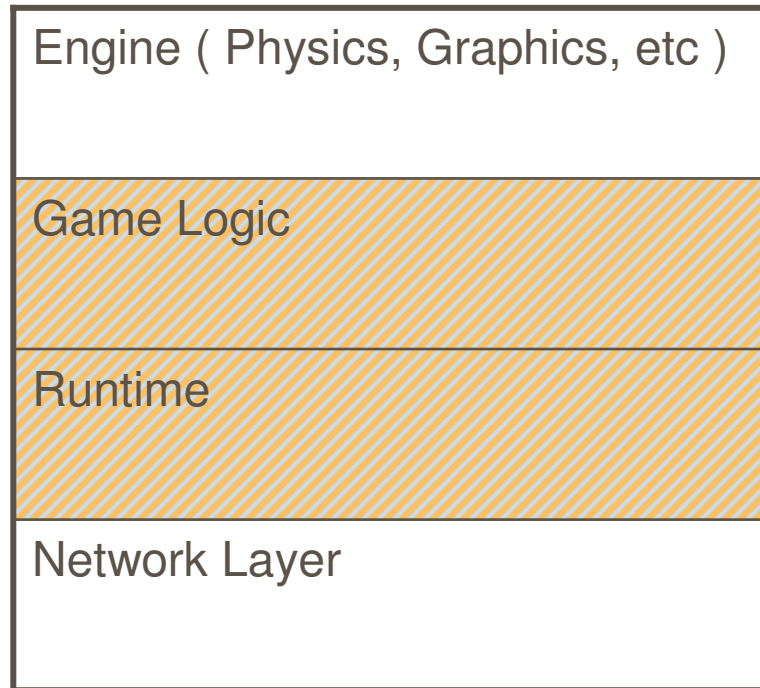 Engine ( Physics, Graphics, etc )
Game Logic
Runtime
Network Layer